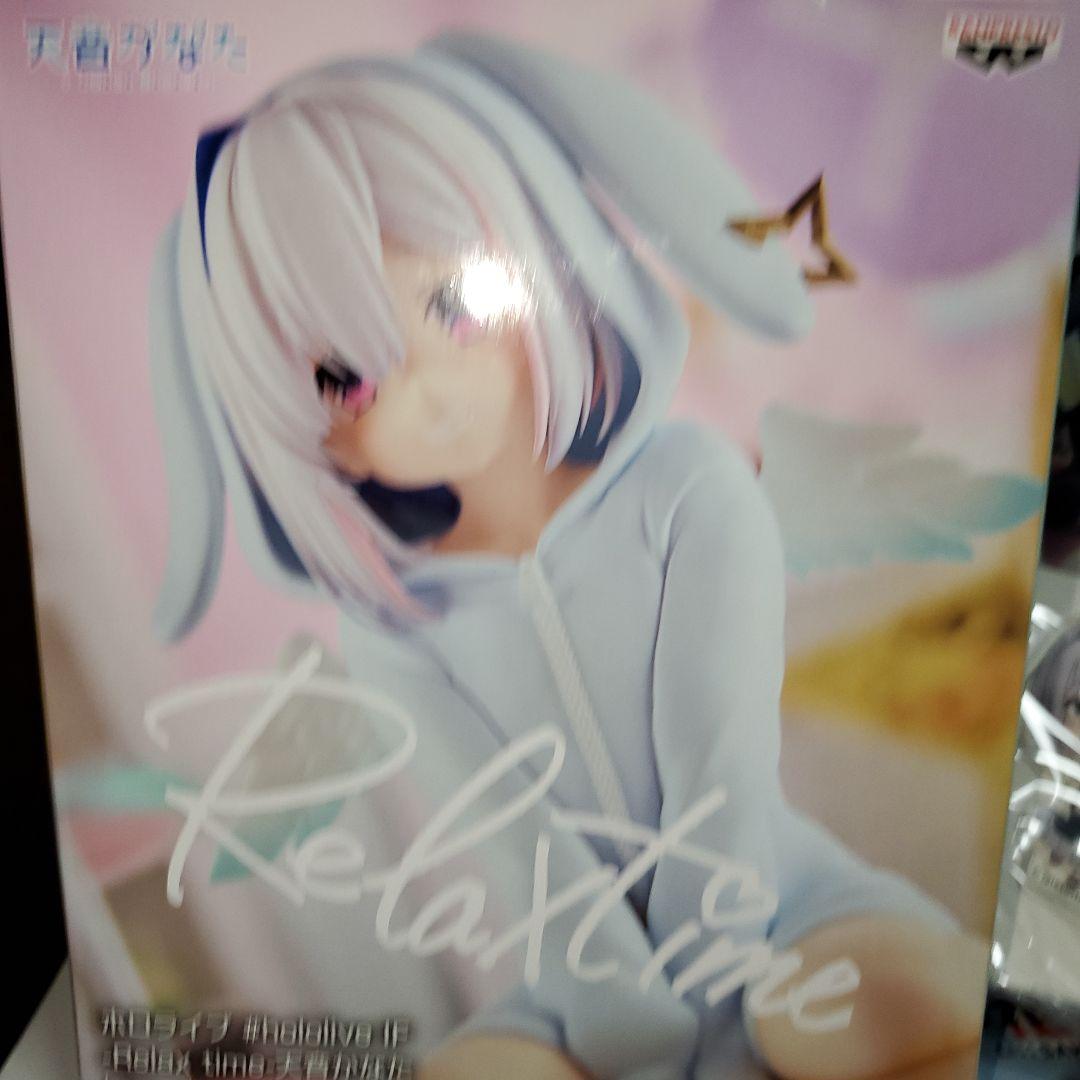 天音かなた
BANPRESTO
Relax time
ホロライブ #hololive IF
-Relax time-天音かなた